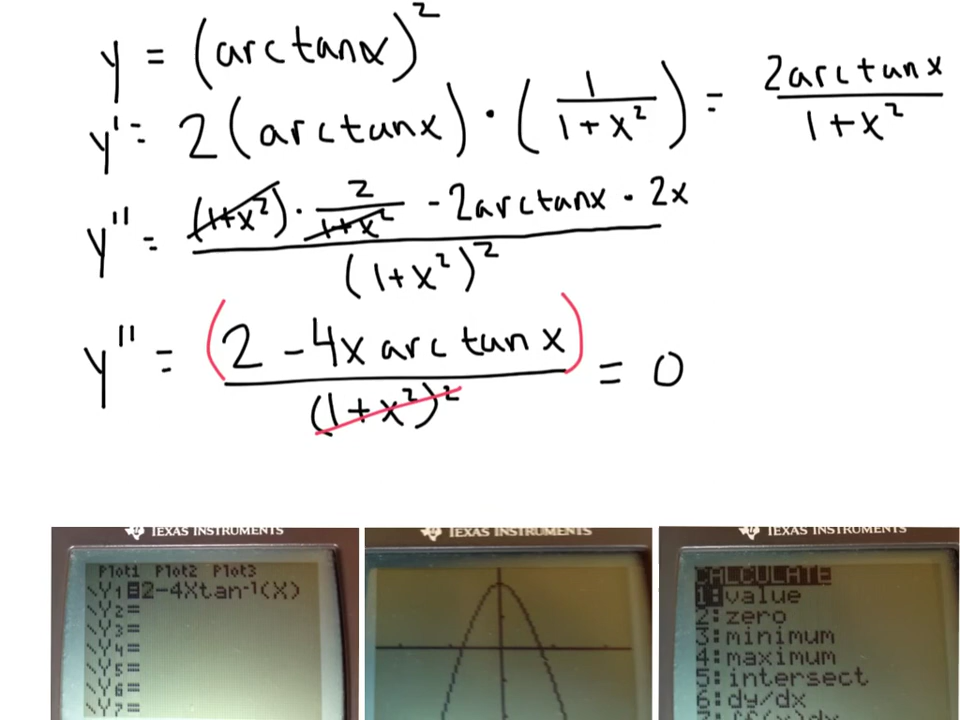 y = (arctanx)²
y' = 2(arctanx) · (1/(1+x²)) = 2arctanx/(1+x²)
y'' = ((1+x²) · 2/(1+x²) - 2arctanx · 2x)/(1+x²)²
y'' = (2 - 4x arctan x)/(1+x²)² = 0
TEXAS INSTRUMENTS
Plot1 Plot2 Plot3
\Y₁=2-4Xtan⁻¹(X)
\Y₂=
\Y₃=
\Y₄=
\Y₅=
\Y₆=
\Y₇=
TEXAS INSTRUMENTS
TEXAS INSTRUMENTS
CALCULATE
1:value
2:zero
3:minimum
4:maximum
5:intersect
6:dy/dx
7:∫f(x)dx